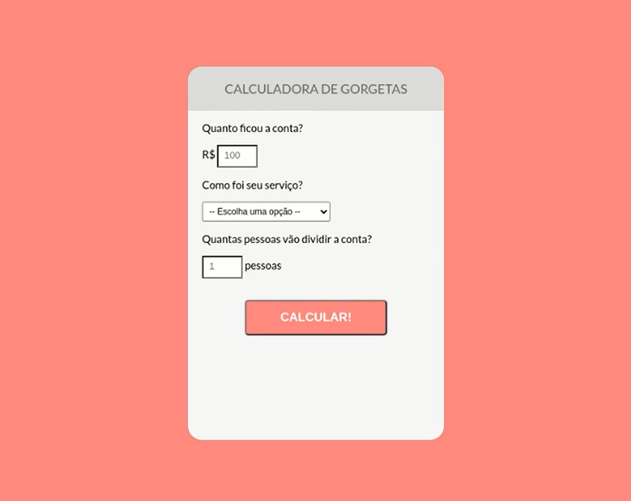 CALCULADORA DE GORGETAS
Quanto ficou a conta?
R$ 100
Como foi seu serviço?
-- Escolha uma opção --
Quantas pessoas vão dividir a conta?
1 pessoas
CALCULAR!